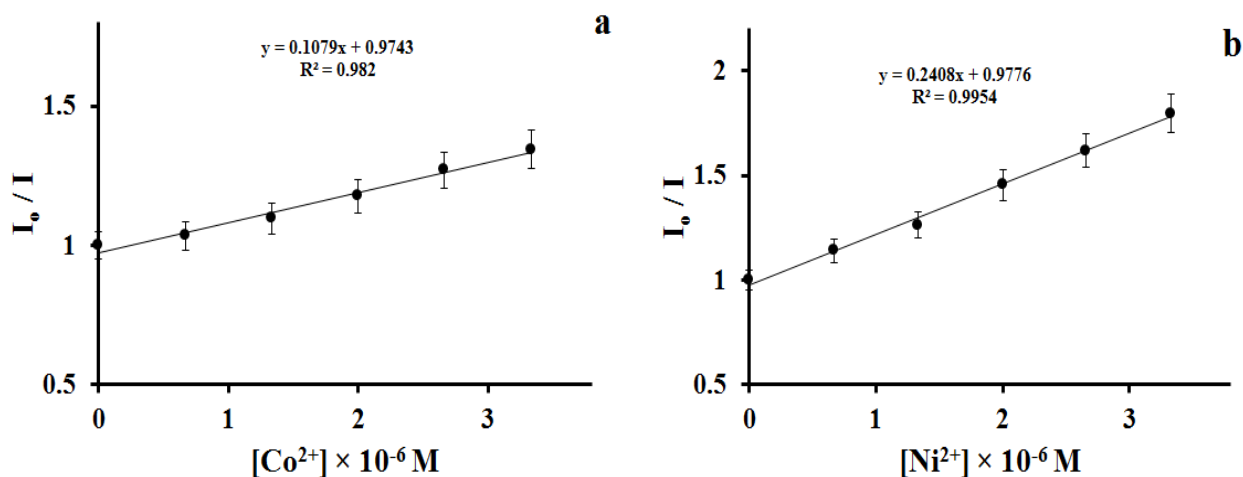 a
y = 0.1079x + 0.9743
R² = 0.982
1.5
1
0.5
Iₒ / I
0 1 2 3
[Co²⁺] × 10⁻⁶ M
b
y = 0.2408x + 0.9776
R² = 0.9954
2
1.5
1
0.5
Iₒ / I
0 1 2 3
[Ni²⁺] × 10⁻⁶ M